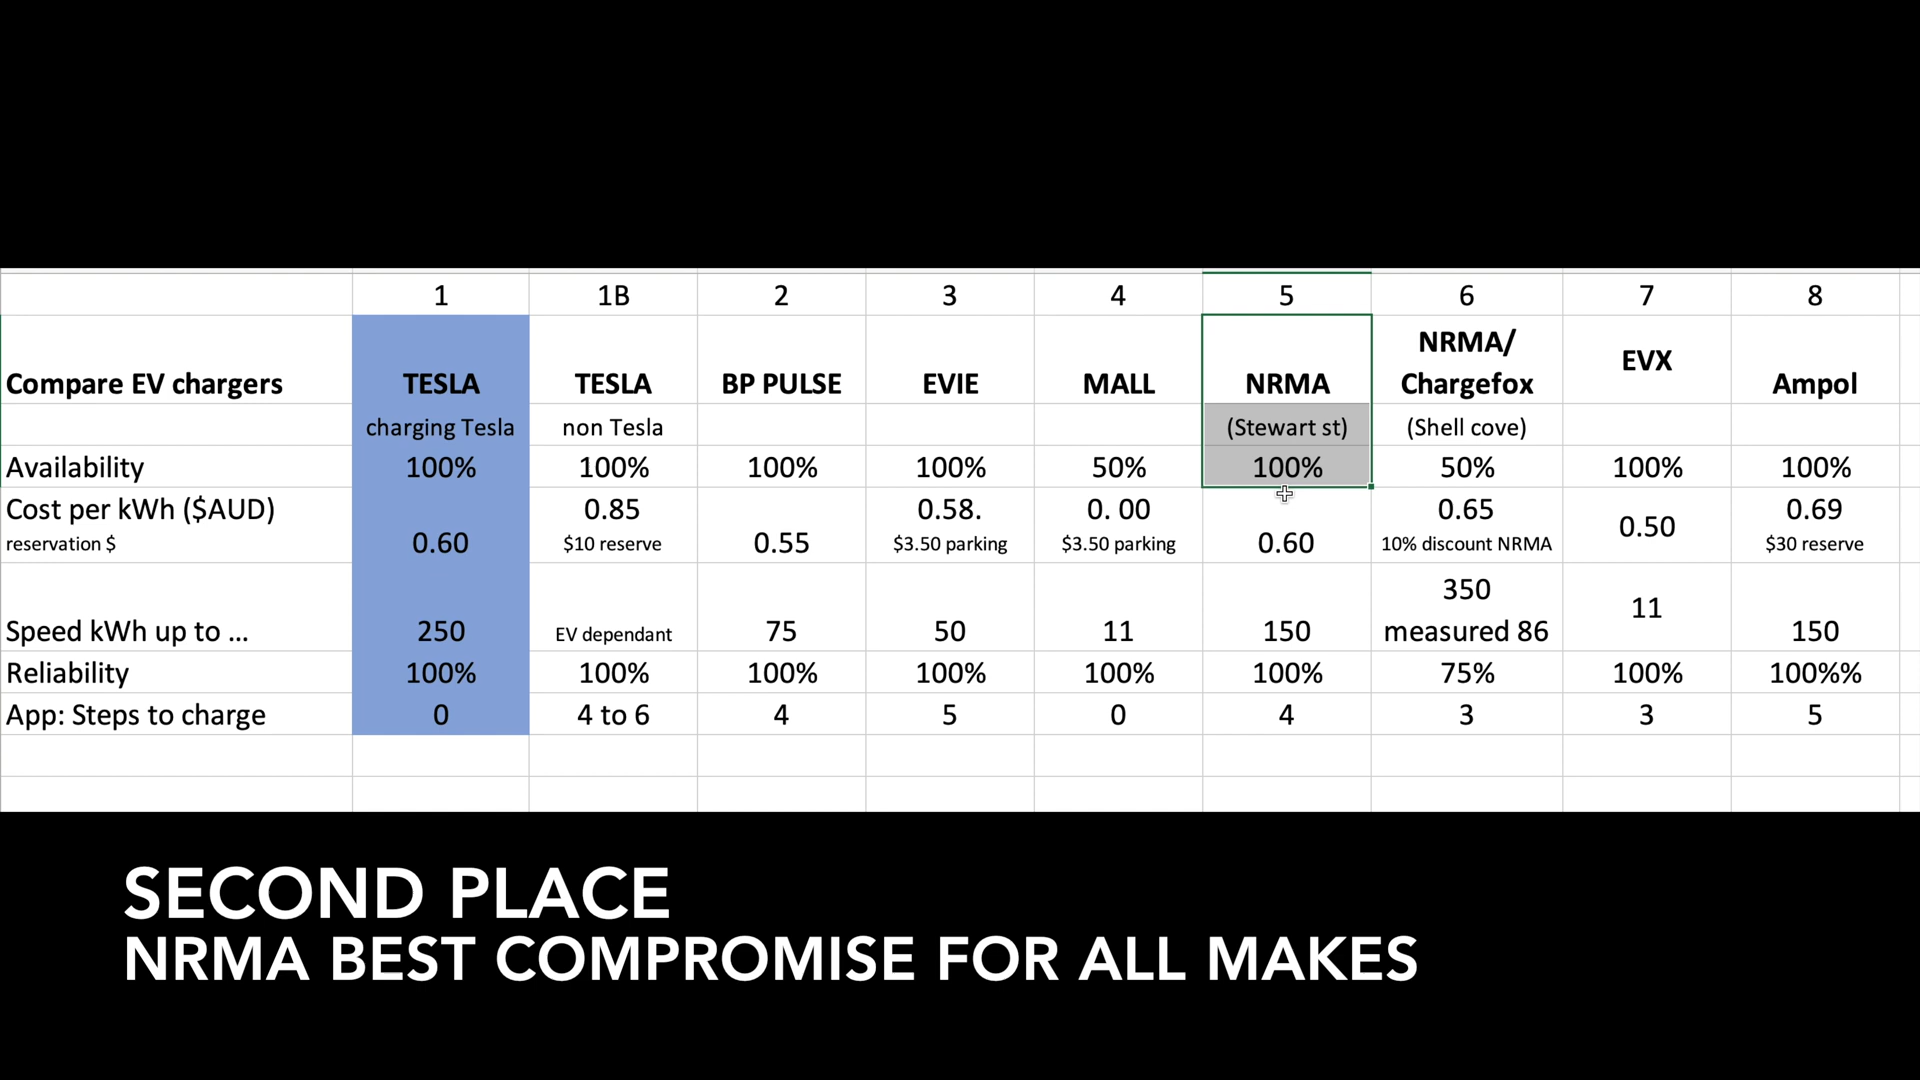 1 1B 2 3 4 5 6 7 8
Compare EV chargers TESLA TESLA BP PULSE EVIE MALL NRMA NRMA/ Chargefox EVX Ampol
charging Tesla non Tesla (Stewart st) (Shell cove)
Availability 100% 100% 100% 100% 50% 100% 50% 100% 100%
Cost per kWh ($AUD) 0.60 0.85 0.55 0.58. 0. 00 0.60 0.65 0.50 0.69
reservation $ $10 reserve $3.50 parking $3.50 parking 10% discount NRMA $30 reserve
Speed kWh up to ... 250 EV dependant 75 50 11 150 350 measured 86 11 150
Reliability 100% 100% 100% 100% 100% 100% 75% 100% 100%%
App: Steps to charge 0 4 to 6 4 5 0 4 3 3 5
SECOND PLACE
NRMA BEST COMPROMISE FOR ALL MAKES